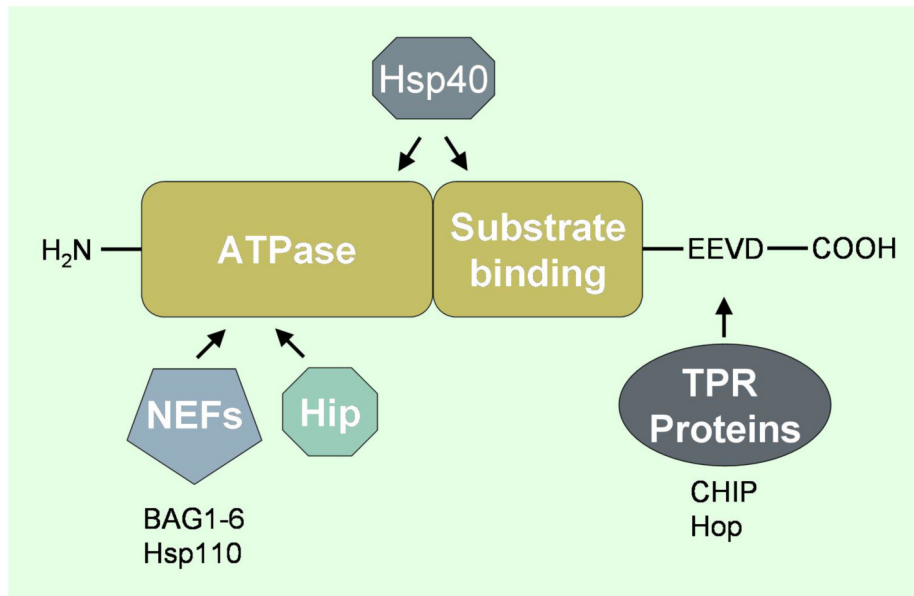 Hsp40
H₂N
ATPase
Substrate
binding
EEVD
COOH
NEFs
Hip
TPR
Proteins
BAG1-6
Hsp110
CHIP
Hop